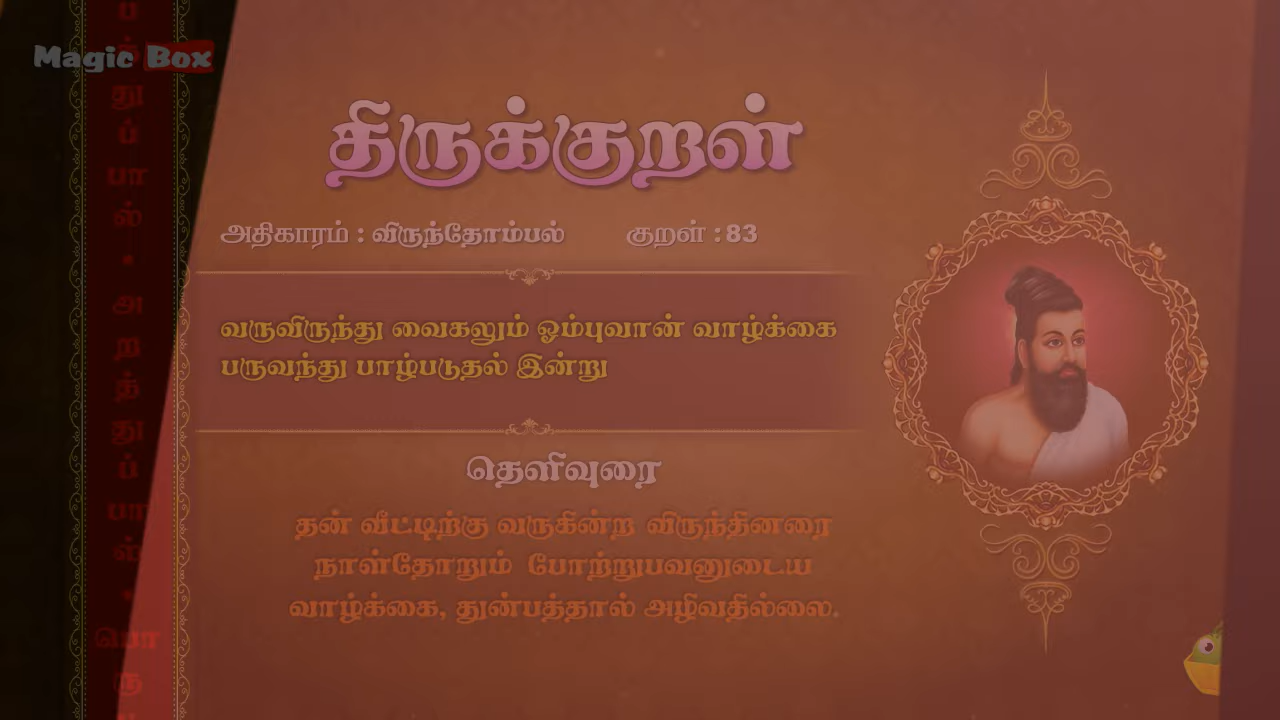 Magic Box
திருக்குறள்
அதிகாரம் : விருந்தோம்பல் குறள் : 83
வருவிருந்து வைகலும் ஓம்புவான் வாழ்க்கை
பருவந்து பாழ்படுதல் இன்று
தெளிவுரை
தன் வீட்டிற்கு வருகின்ற விருந்தினரை
நாள்தோறும் போற்றுபவனுடைய
வாழ்க்கை, துன்பத்தால் அழிவதில்லை.
ப
த்
து
ப்
பா
ல்
•
அ
ற
த்
து
ப்
பா
ல்
•
பொ
ரு